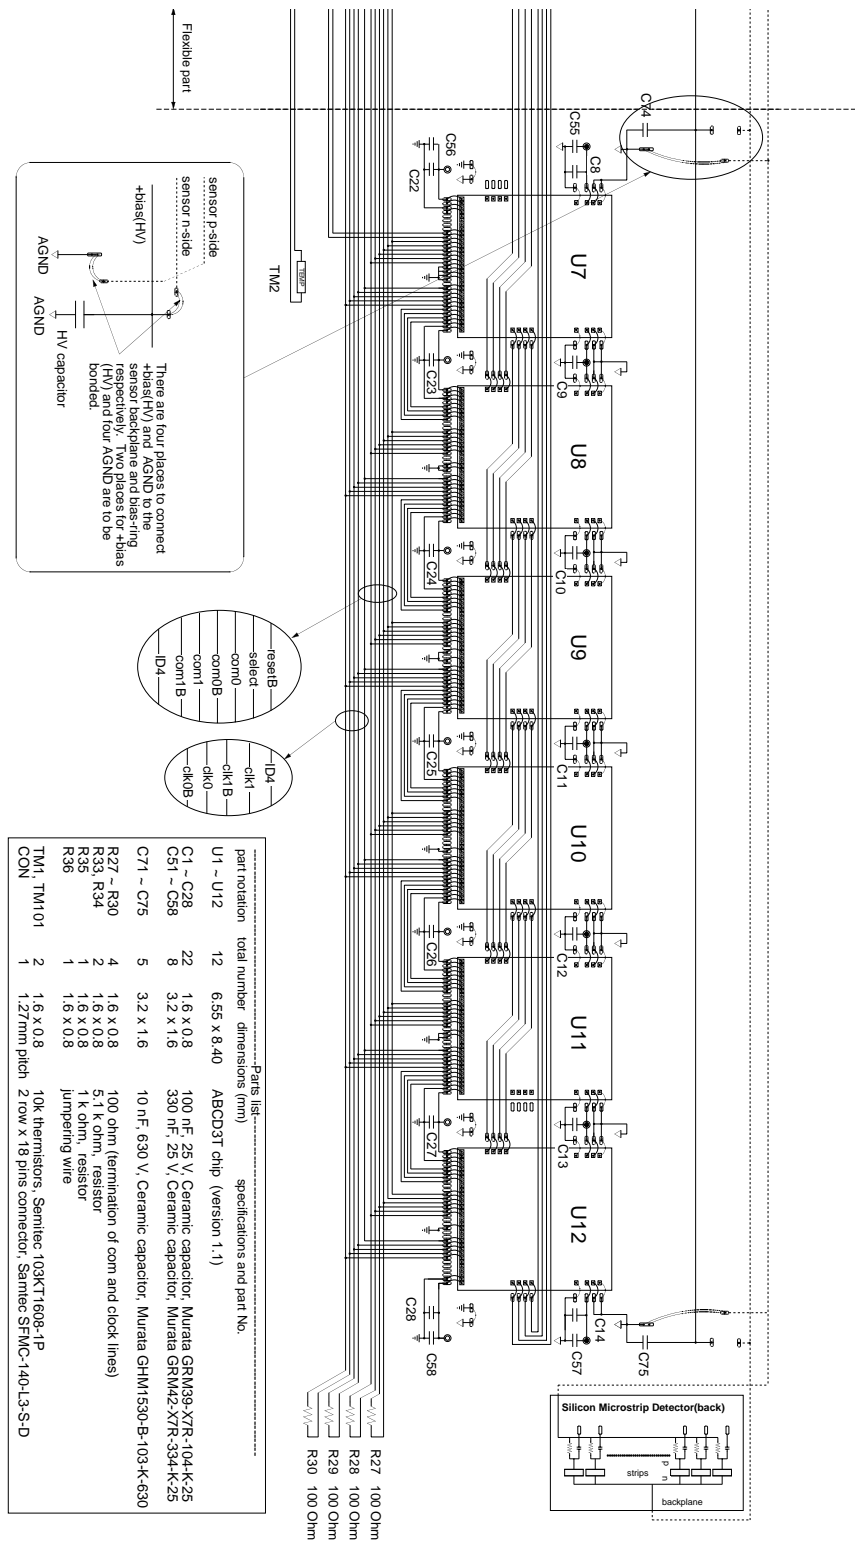 Flexible part
C74
C55
C8
C56
C22
U7
TEMP
TM2
C23
C9
U8
C24
C10
U9
C25
C11
U10
C26
C12
U11
C27
C13
U12
C28
C58
C14
C57
C75
sensor p-side
sensor n-side
+bias(HV)
AGND
AGND
HV capacitor
There are four places to connect
+bias(HV) and AGND to the
sensor backplane and bias-ring
respectively. Two places for +bias
(HV) and four AGND are to be
bonded.
resetB
select
com0
com0B
com1
com1B
ID4
ID4
clk1
clk1B
clk0
clk0B
R27 100 Ohm
R28 100 Ohm
R29 100 Ohm
R30 100 Ohm
Silicon Microstrip Detector(back)
p
n
strips
backplane
Parts list
part notation total number dimensions (mm) specifications and part No.
U1 ~ U12 12 6.55 x 8.40 ABCD3T chip (version 1.1)
C1 ~ C28 22 1.6 x 0.8 100 nF, 25 V, Ceramic capacitor, Murata GRM39-X7R-104-K-25
C51 ~ C58 8 3.2 x 1.6 330 nF, 25 V, Ceramic capacitor, Murata GRM42-X7R-334-K-25
C71 ~ C75 5 3.2 x 1.6 10 nF, 630 V, Ceramic capacitor, Murata GHM1530-B-103-K-630
R27 ~ R30 4 1.6 x 0.8 100 ohm (termination of com and clock lines)
R33, R34 2 1.6 x 0.8 5.1 k ohm, resistor
R35 1 1.6 x 0.8 1 k ohm, resistor
R36 1 1.6 x 0.8 jumpering wire
TM1, TM101 2 1.6 x 0.8 10k thermistors, Semitec 103KT1608-1P
CON 1 1.27mm pitch 2 row x 18 pins connector, Samtec SFMC-140-L3-S-D